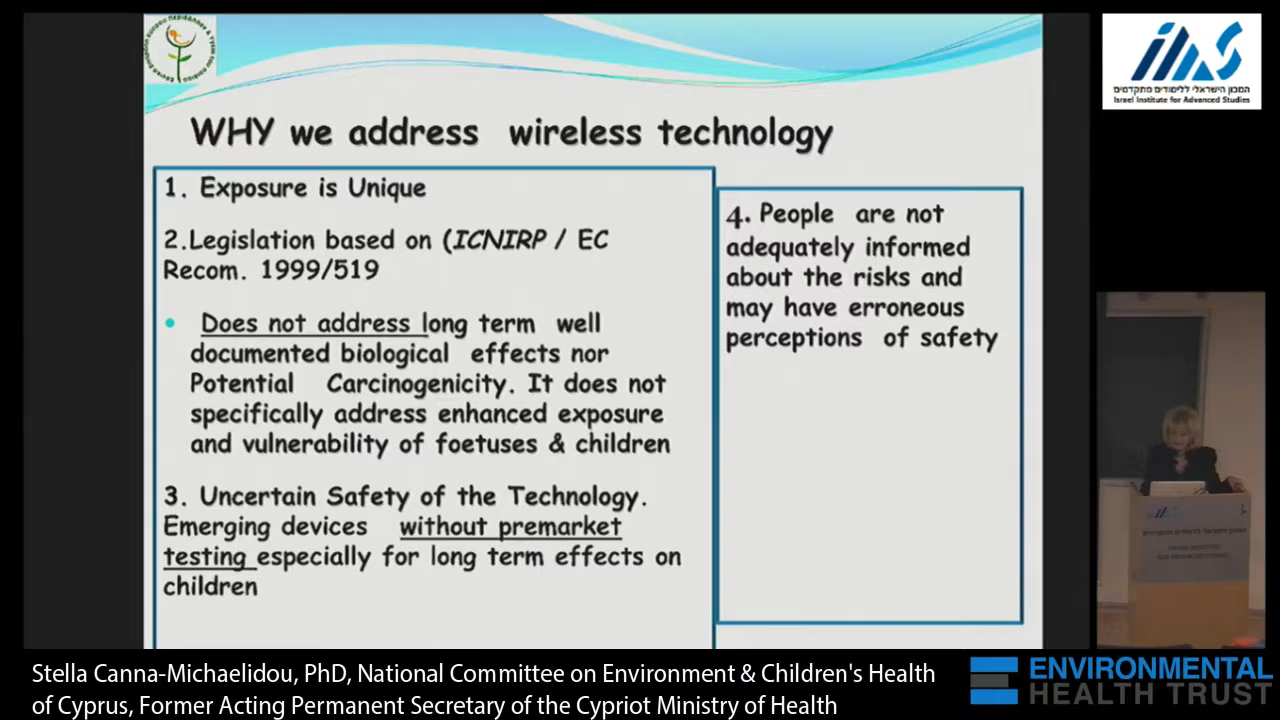 WHY we address wireless technology
1. Exposure is Unique
2.Legislation based on (ICNIRP / EC
Recom. 1999/519
• Does not address long term well
documented biological effects nor
Potential Carcinogenicity. It does not
specifically address enhanced exposure
and vulnerability of foetuses & children
3. Uncertain Safety of the Technology.
Emerging devices without premarket
testing especially for long term effects on
children
4. People are not
adequately informed
about the risks and
may have erroneous
perceptions of safety
המכון הישראלי ללימודים מתקדמים
Israel Institute for Advanced Studies
Stella Canna-Michaelidou, PhD, National Committee on Environment & Children's Health
of Cyprus, Former Acting Permanent Secretary of the Cypriot Ministry of Health
ENVIRONMENTAL
HEALTH TRUST